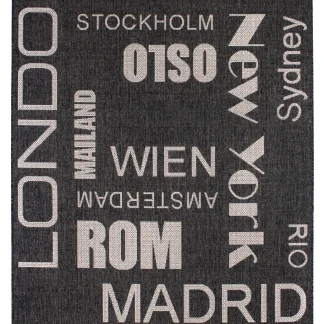 LONDO
STOCKHOLM
OSLO
New York
Sydney
MAILAND
WIEN
AMSTERDAM
ROM
RIO
MADRID